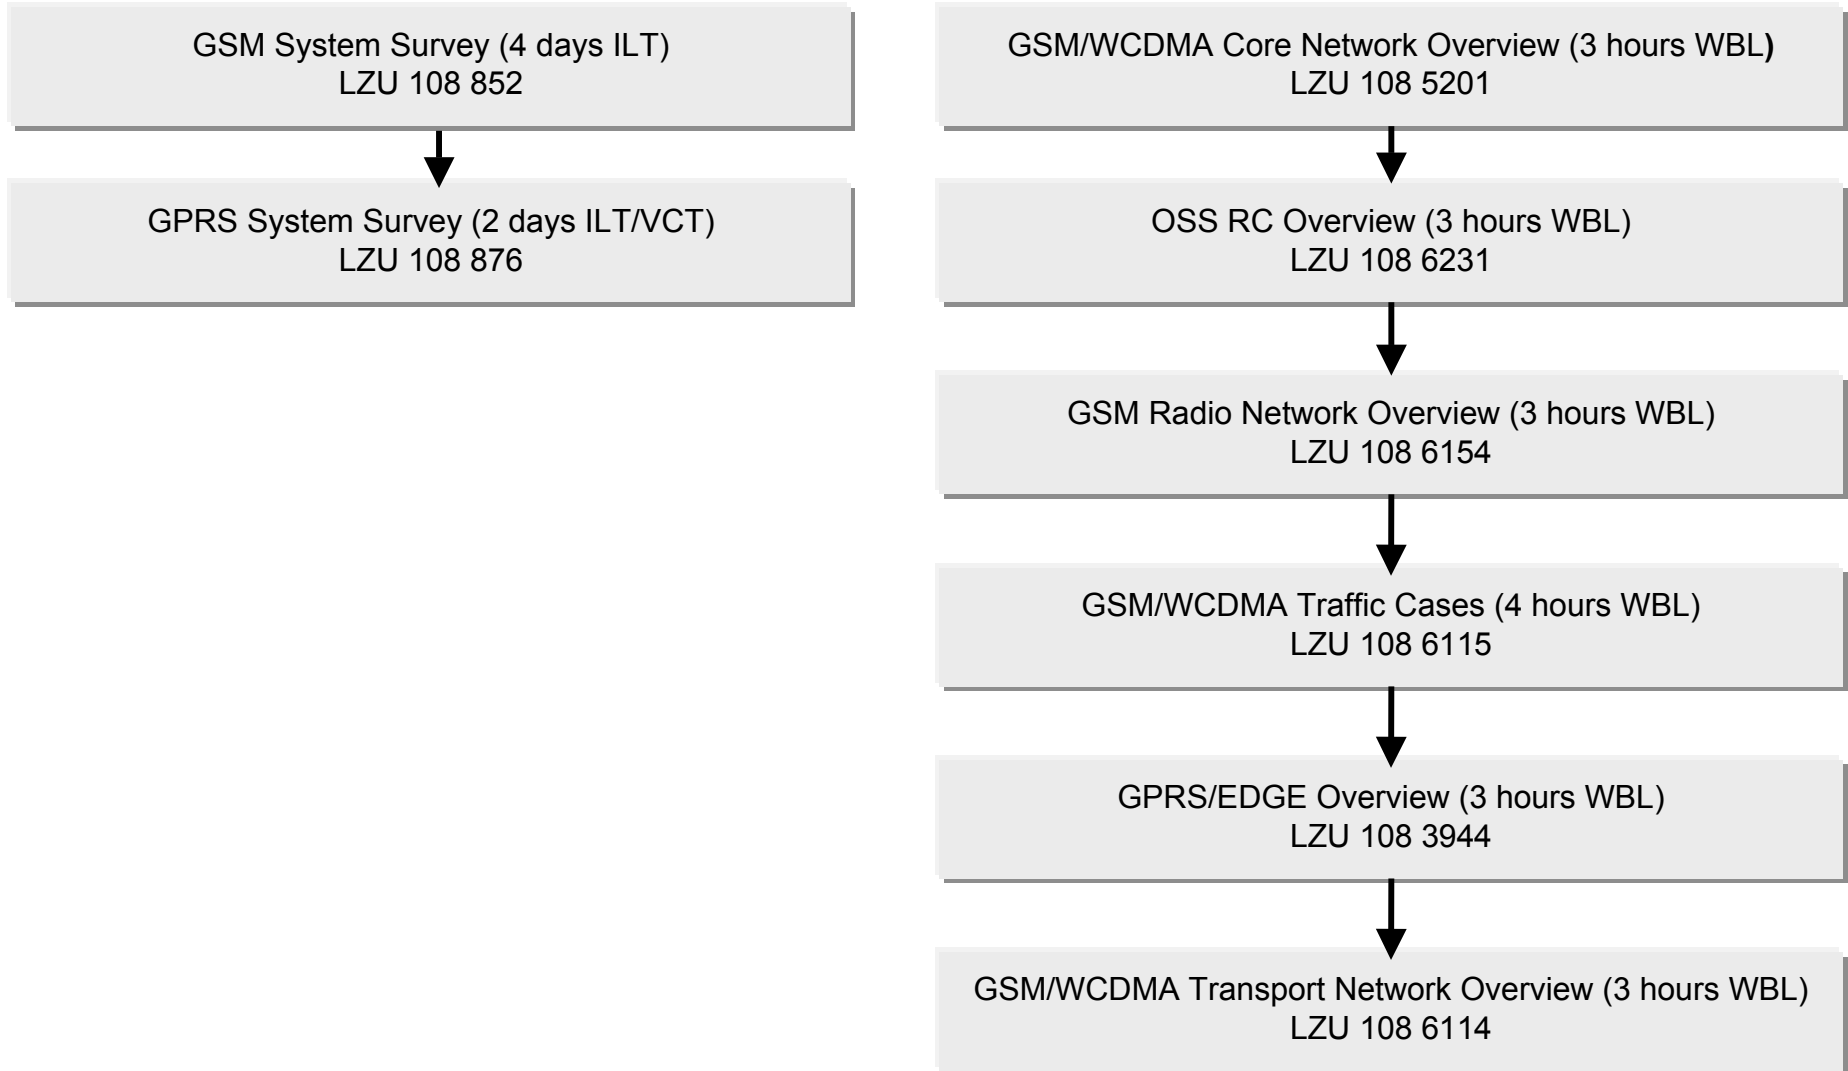 GSM System Survey (4 days ILT)
LZU 108 852
GPRS System Survey (2 days ILT/VCT)
LZU 108 876
GSM/WCDMA Core Network Overview (3 hours WBL)
LZU 108 5201
OSS RC Overview (3 hours WBL)
LZU 108 6231
GSM Radio Network Overview (3 hours WBL)
LZU 108 6154
GSM/WCDMA Traffic Cases (4 hours WBL)
LZU 108 6115
GPRS/EDGE Overview (3 hours WBL)
LZU 108 3944
GSM/WCDMA Transport Network Overview (3 hours WBL)
LZU 108 6114